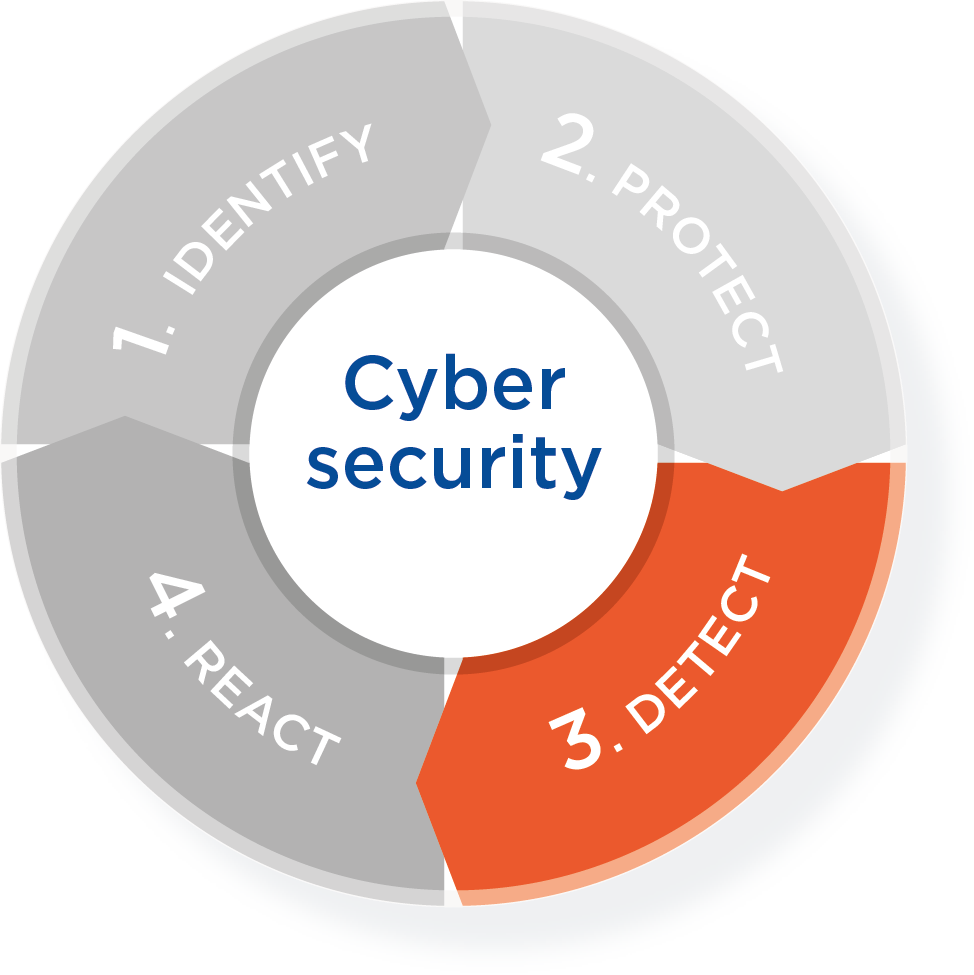 1. IDENTIFY
2. PROTECT
Cyber
security
3. DETECT
4. REACT